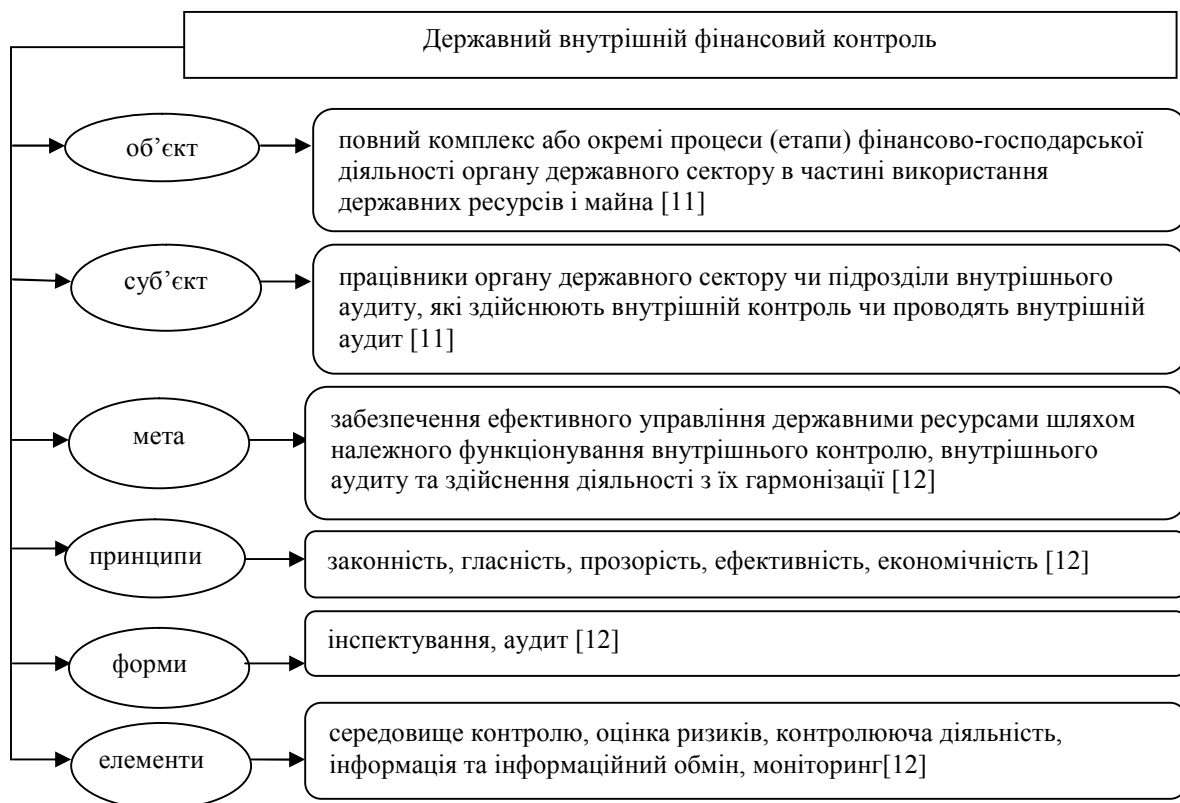 Державний внутрішній фінансовий контроль
об’єкт
повний комплекс або окремі процеси (етапи) фінансово-господарської
діяльності органу державного сектору в частині використання
державних ресурсів і майна [11]
суб’єкт
працівники органу державного сектору чи підрозділи внутрішнього
аудиту, які здійснюють внутрішній контроль чи проводять внутрішній
аудит [11]
мета
забезпечення ефективного управління державними ресурсами шляхом
належного функціонування внутрішнього контролю, внутрішнього
аудиту та здійснення діяльності з їх гармонізації [12]
принципи
законність, гласність, прозорість, ефективність, економічність [12]
форми
інспектування, аудит [12]
елементи
середовище контролю, оцінка ризиків, контролююча діяльність,
інформація та інформаційний обмін, моніторинг[12]